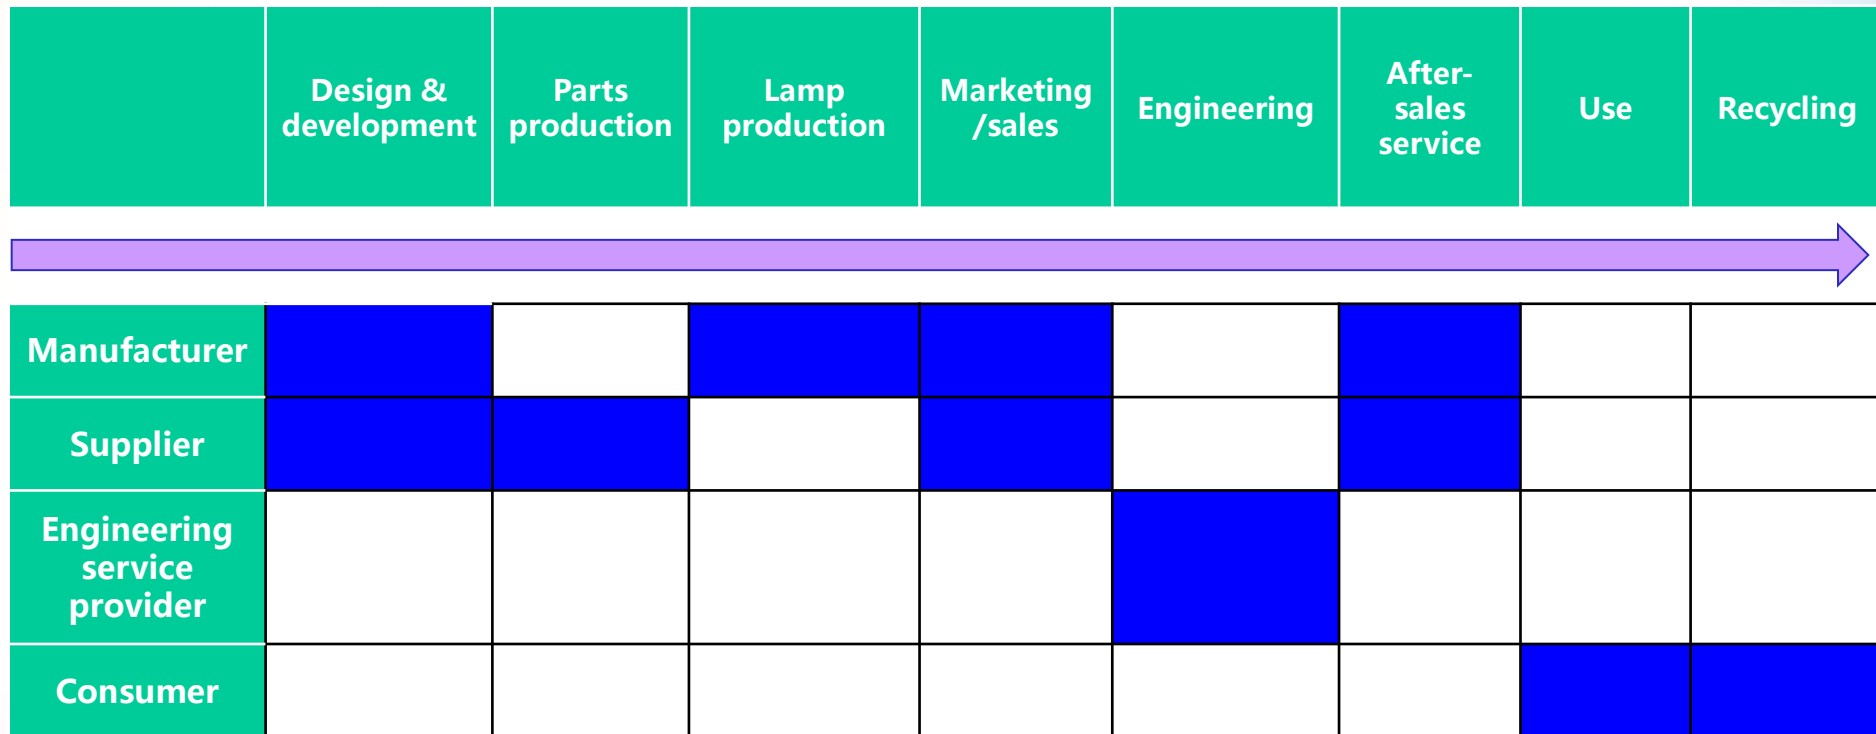 Design &
development
Parts
production
Lamp
production
Marketing
/sales
Engineering
After-
sales
service
Use
Recycling
Manufacturer
Supplier
Engineering
service
provider
Consumer